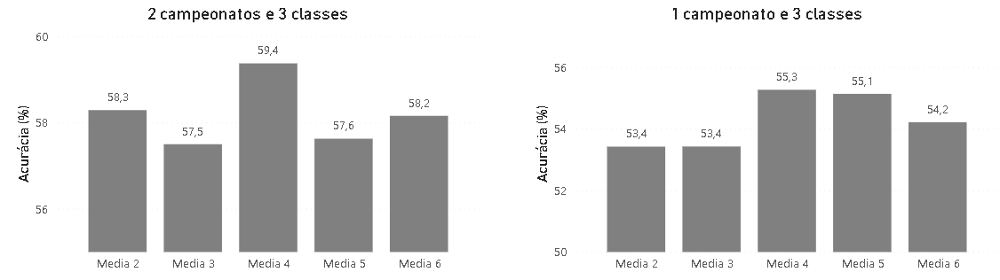 2 campeonatos e 3 classes
60
58
56
Acurácia (%)
58,3
57,5
59,4
57,6
58,2
Media 2
Media 3
Media 4
Media 5
Media 6
1 campeonato e 3 classes
56
54
52
50
Acurácia (%)
53,4
53,4
55,3
55,1
54,2
Media 2
Media 3
Media 4
Media 5
Media 6